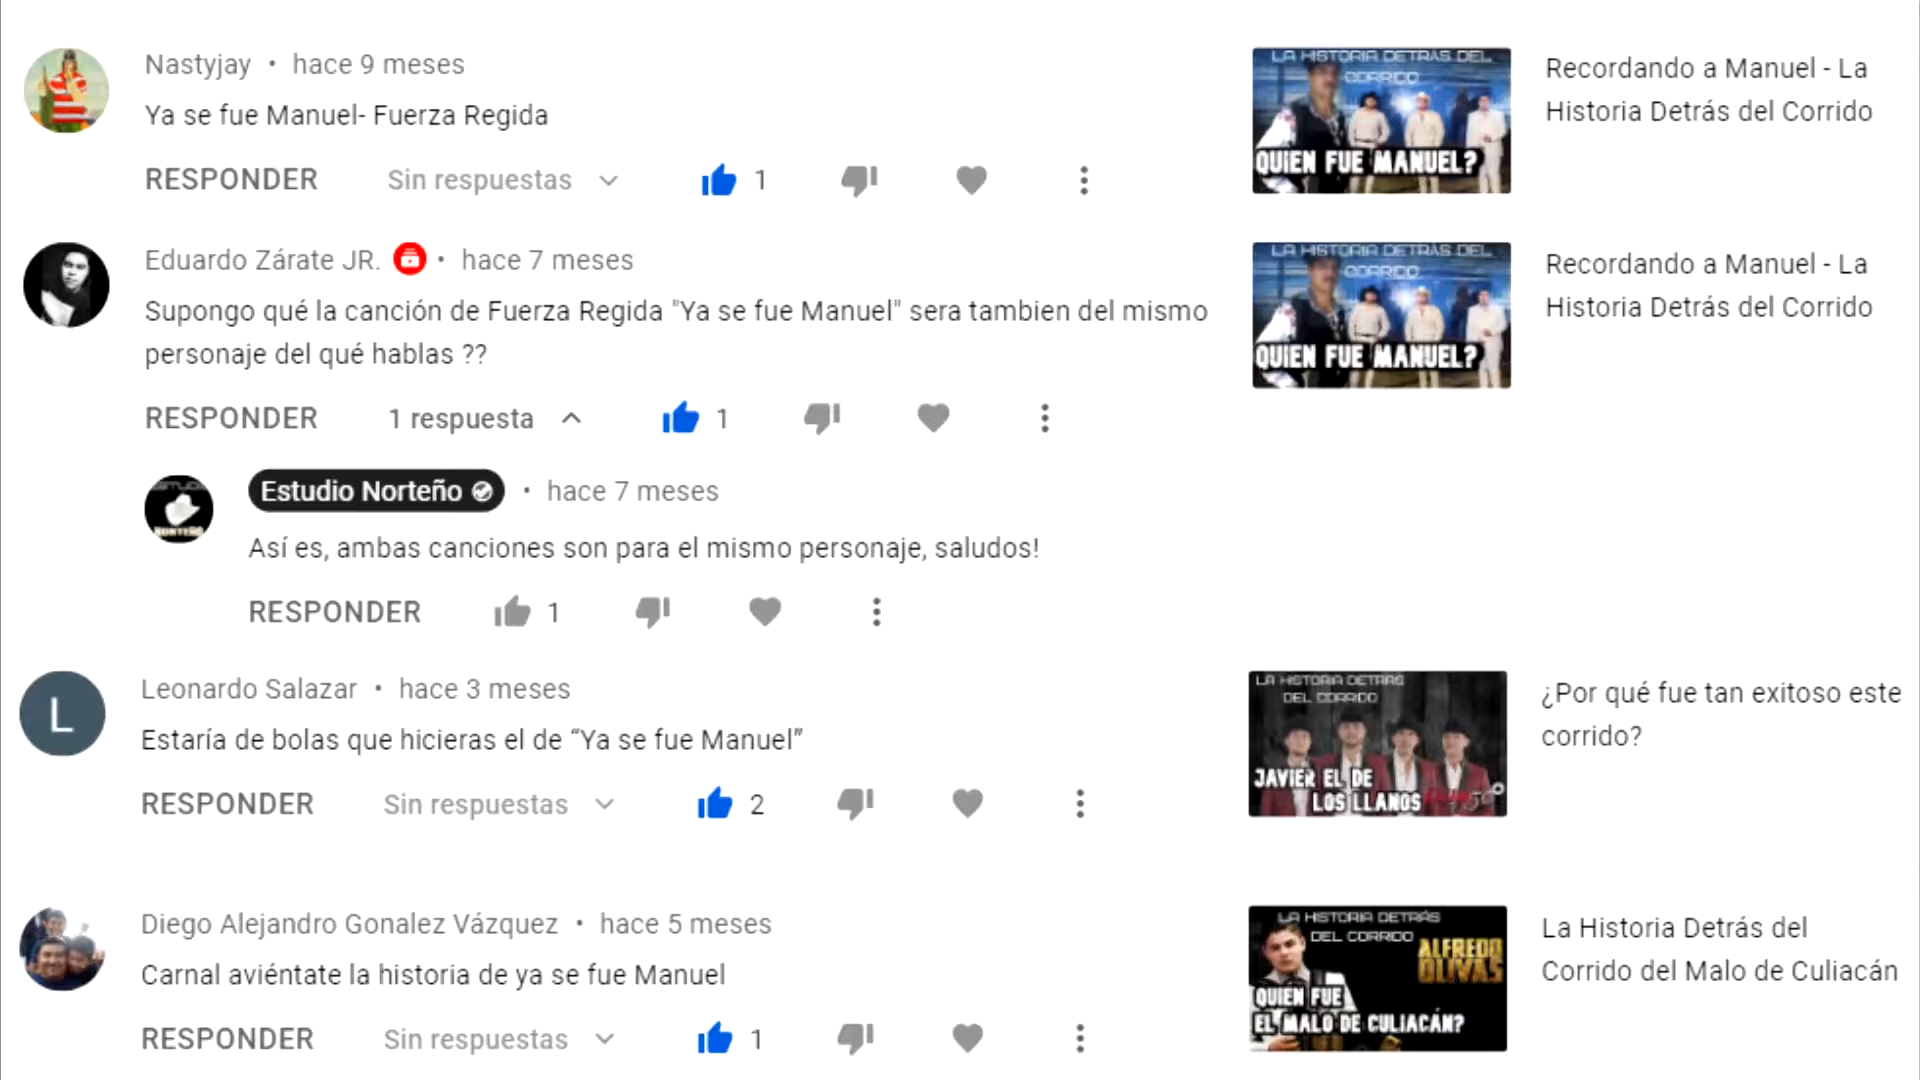 Nastyjay • hace 9 meses
Ya se fue Manuel- Fuerza Regida
RESPONDER Sin respuestas 1
LA HISTORIA DETRÁS DEL
CORRIDO
QUIEN FUE MANUEL?
Recordando a Manuel - La
Historia Detrás del Corrido
Eduardo Zárate JR. • hace 7 meses
Supongo qué la canción de Fuerza Regida "Ya se fue Manuel" sera tambien del mismo
personaje del qué hablas ??
RESPONDER 1 respuesta 1
LA HISTORIA DETRÁS DEL
CORRIDO
QUIEN FUE MANUEL?
Recordando a Manuel - La
Historia Detrás del Corrido
ESTUDIO
NORTEÑO
Estudio Norteño • hace 7 meses
Así es, ambas canciones son para el mismo personaje, saludos!
RESPONDER 1
L
Leonardo Salazar • hace 3 meses
Estaría de bolas que hicieras el de “Ya se fue Manuel”
RESPONDER Sin respuestas 2
LA HISTORIA DETRÁS
DEL CORRIDO
JAVIER EL DE
LOS LLANOS
¿Por qué fue tan exitoso este
corrido?
Diego Alejandro Gonalez Vázquez • hace 5 meses
Carnal aviéntate la historia de ya se fue Manuel
RESPONDER Sin respuestas 1
LA HISTORIA DETRÁS
DEL CORRIDO
ALFREDO
OLIVAS
QUIEN FUE
EL MALO DE CULIACÁN?
La Historia Detrás del
Corrido del Malo de Culiacán